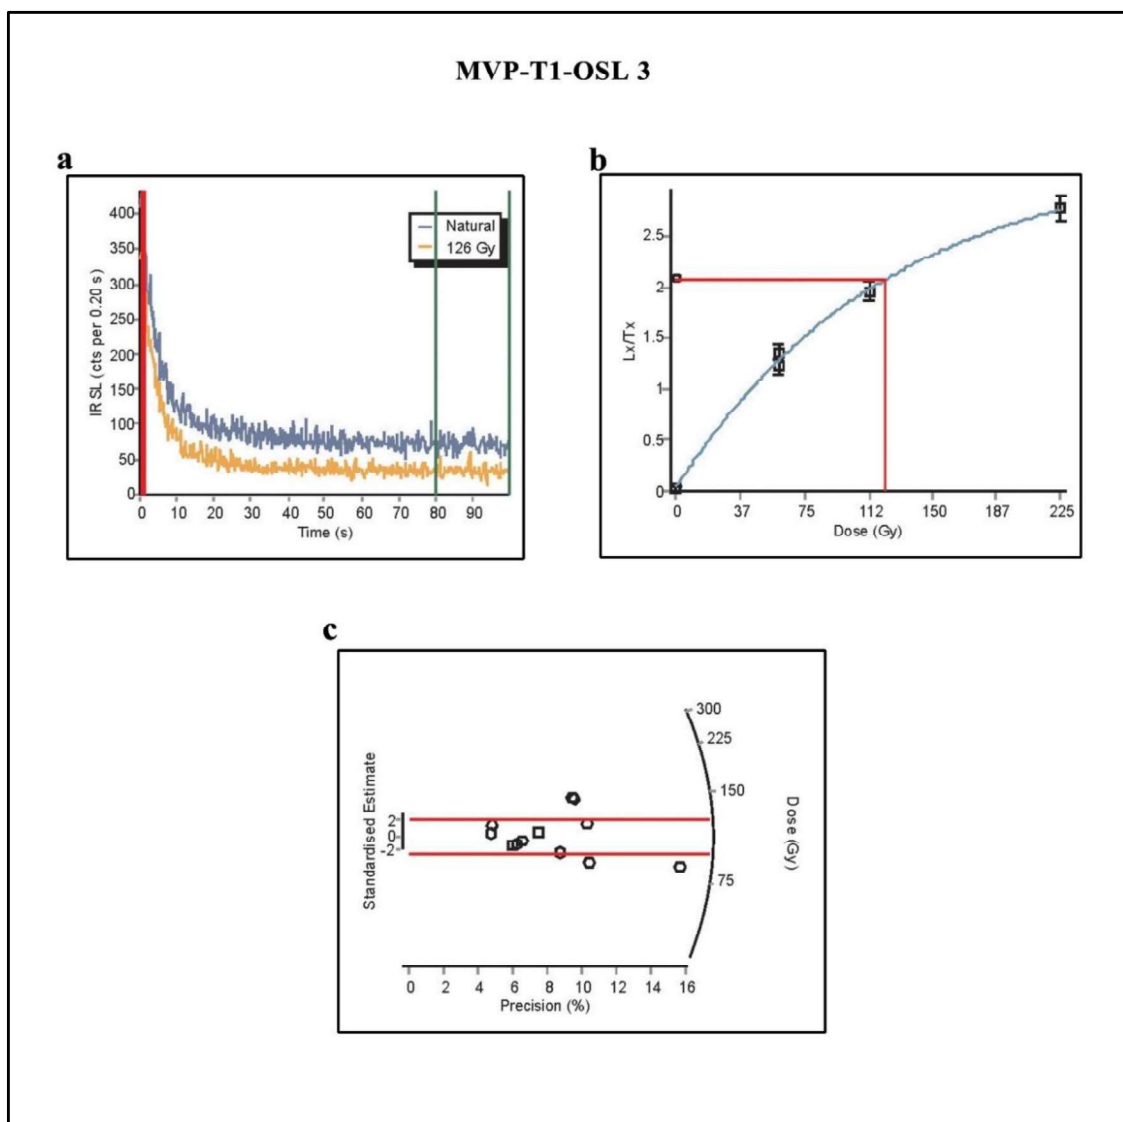 MVP-T1-OSL 3
a
IRSL (cts per 0.20 s)
400
350
300
250
200
150
100
50
0
Natural
126 Gy
0 10 20 30 40 50 60 70 80 90
Time (s)
b
Lx/Tx
2.5
2
1.5
1
0.5
0
0 37 75 112 150 187 225
Dose (Gy)
c
Standardised Estimate
2
0
-2
300
225
150
75
Dose (Gy)
0 2 4 6 8 10 12 14 16
Precision (%)